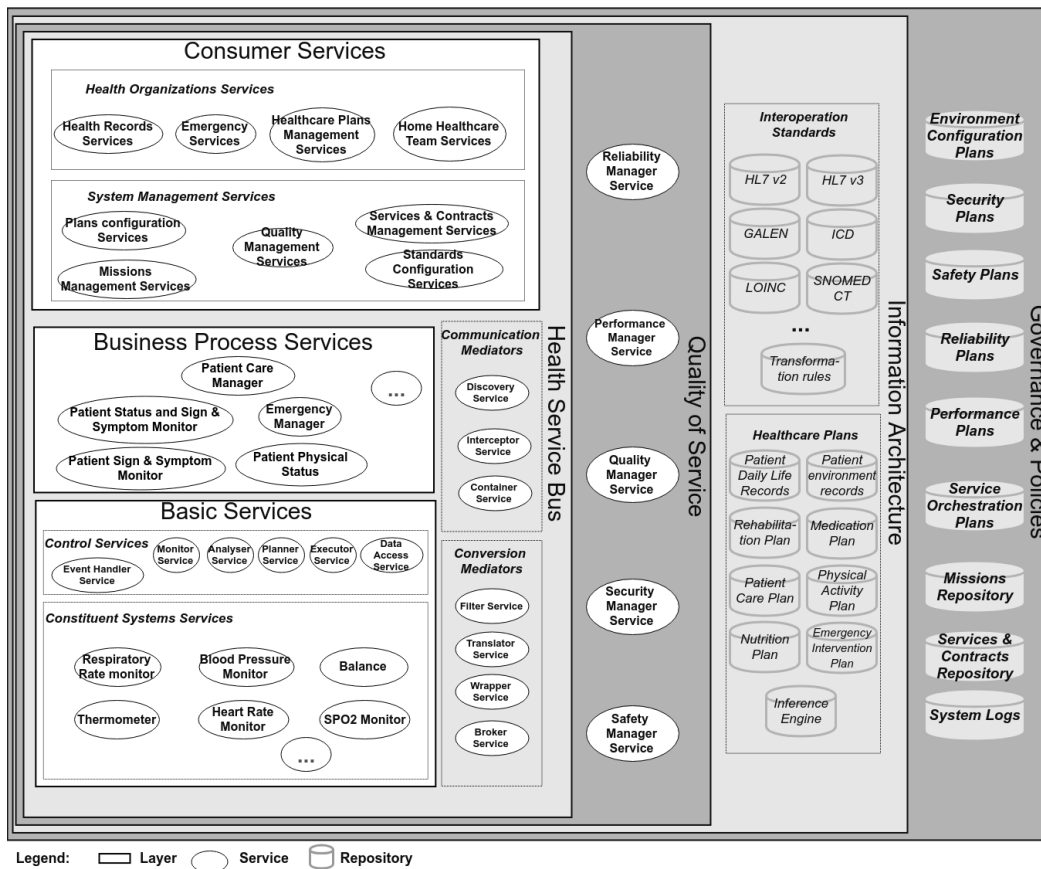 Consumer Services
Health Organizations Services
Health Records
Services
Emergency
Services
Healthcare Plans
Management
Services
Home Healthcare
Team Services
System Management Services
Plans configuration
Services
Quality
Management
Services
Services & Contracts
Management Services
Missions
Management Services
Standards
Configuration
Services
Business Process Services
Patient Care
Manager
...
Patient Status and Sign &
Symptom Monitor
Emergency
Manager
Patient Sign & Symptom
Monitor
Patient Physical
Status
Basic Services
Control Services
Event Handler
Service
Monitor
Service
Analyser
Service
Planner
Service
Executor
Service
Data
Access
Service
Constituent Systems Services
Respiratory
Rate monitor
Blood Pressure
Monitor
Balance
Thermometer
Heart Rate
Monitor
SPO2 Monitor
...
Communication
Mediators
Discovery
Service
Interceptor
Service
Container
Service
Conversion
Mediators
Filter Service
Translator
Service
Wrapper
Service
Broker
Service
Health Service Bus
Reliability
Manager
Service
Performance
Manager
Service
Quality
Manager
Service
Security
Manager
Service
Safety
Manager
Service
Quality of Service
Interoperation
Standards
HL7 v2
HL7 v3
GALEN
ICD
LOINC
SNOMED
CT
...
Transforma-
tion rules
Healthcare Plans
Patient
Daily Life
Records
Patient
environment
records
Rehabilita-
tion Plan
Medication
Plan
Patient
Care Plan
Physical
Activity
Plan
Nutrition
Plan
Emergency
Intervention
Plan
Inference
Engine
Information Architecture
Environment
Configuration
Plans
Security
Plans
Safety Plans
Reliability
Plans
Performance
Plans
Service
Orchestration
Plans
Missions
Repository
Services &
Contracts
Repository
System Logs
Governance & Policies
Legend:
Layer
Service
Repository